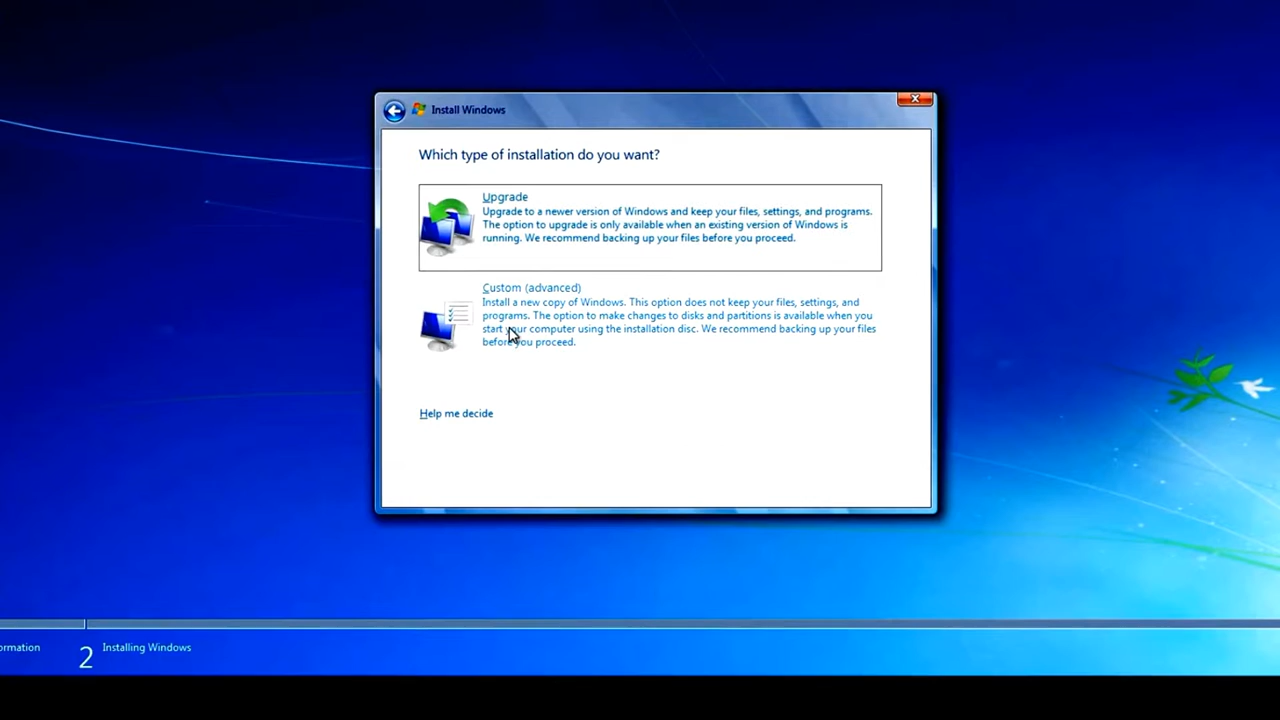 Install Windows
Which type of installation do you want?
Upgrade
Upgrade to a newer version of Windows and keep your files, settings, and programs.
The option to upgrade is only available when an existing version of Windows is
running. We recommend backing up your files before you proceed.
Custom (advanced)
Install a new copy of Windows. This option does not keep your files, settings, and
programs. The option to make changes to disks and partitions is available when you
start your computer using the installation disc. We recommend backing up your files
before you proceed.
Help me decide
ormation
2 Installing Windows